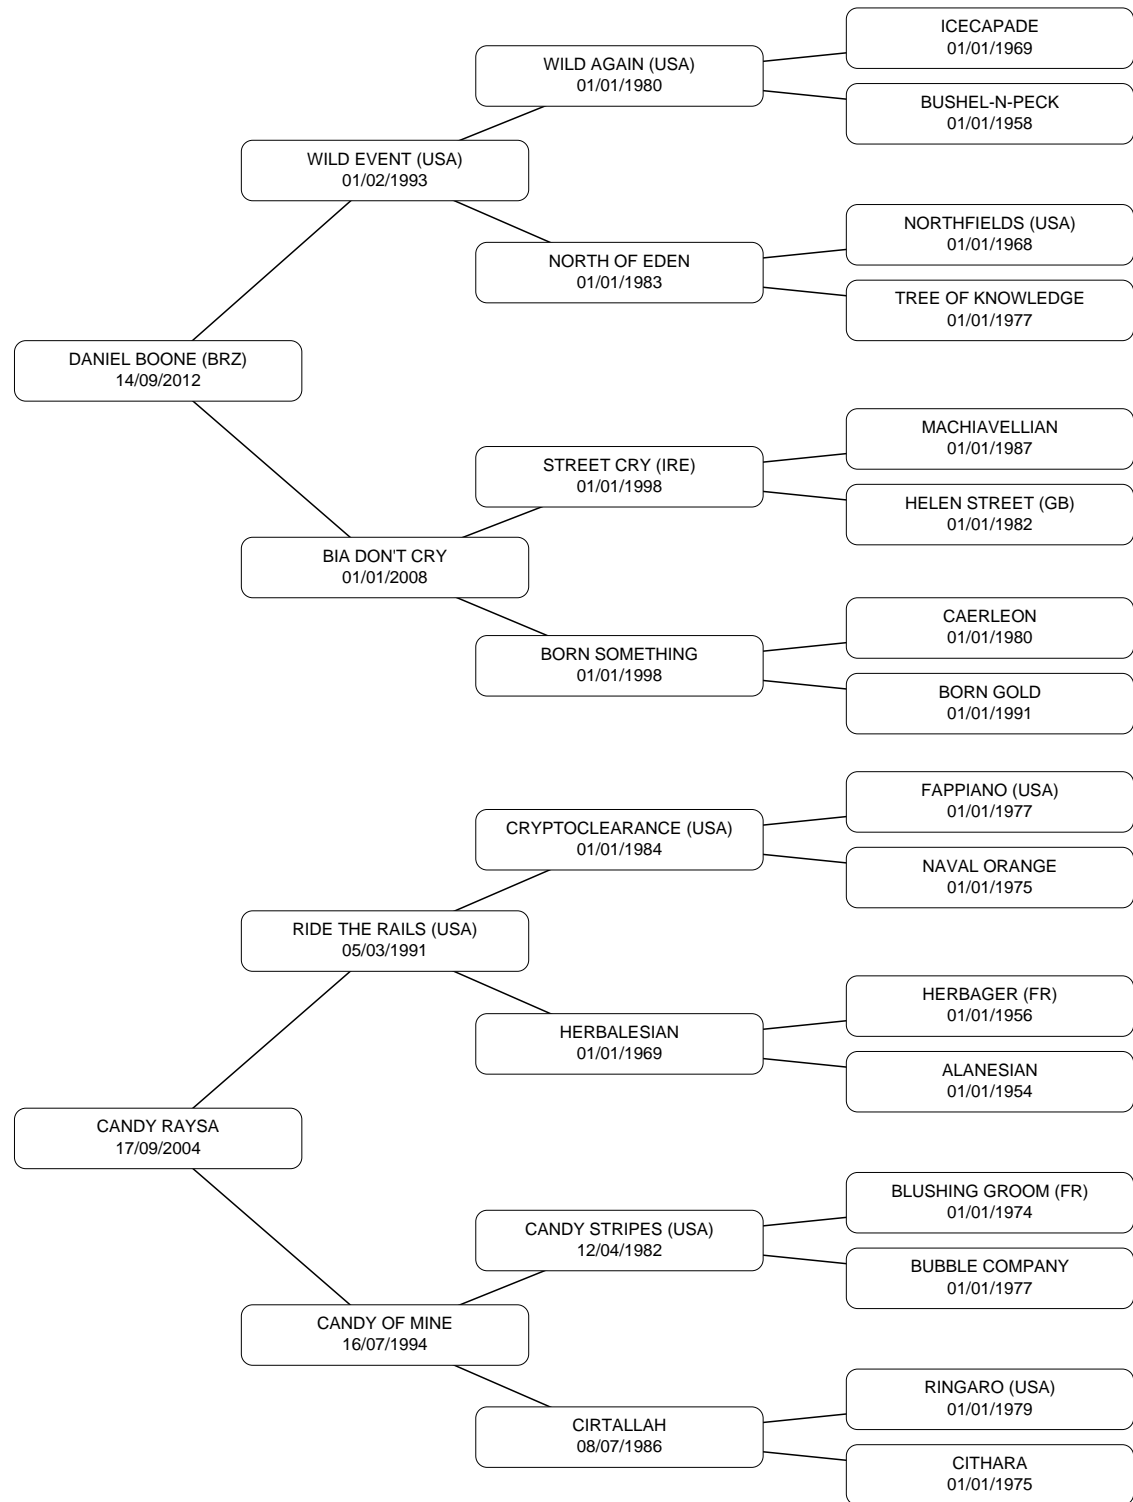 ICECAPADE
01/01/1969
WILD AGAIN (USA)
01/01/1980
BUSHEL-N-PECK
01/01/1958
WILD EVENT (USA)
01/02/1993
NORTHFIELDS (USA)
01/01/1968
NORTH OF EDEN
01/01/1983
TREE OF KNOWLEDGE
01/01/1977
DANIEL BOONE (BRZ)
14/09/2012
MACHIAVELLIAN
01/01/1987
STREET CRY (IRE)
01/01/1998
HELEN STREET (GB)
01/01/1982
BIA DON'T CRY
01/01/2008
CAERLEON
01/01/1980
BORN SOMETHING
01/01/1998
BORN GOLD
01/01/1991
FAPPIANO (USA)
01/01/1977
CRYPTOCLEARANCE (USA)
01/01/1984
NAVAL ORANGE
01/01/1975
RIDE THE RAILS (USA)
05/03/1991
HERBAGER (FR)
01/01/1956
HERBALESIAN
01/01/1969
ALANESIAN
01/01/1954
CANDY RAYSA
17/09/2004
BLUSHING GROOM (FR)
01/01/1974
CANDY STRIPES (USA)
12/04/1982
BUBBLE COMPANY
01/01/1977
CANDY OF MINE
16/07/1994
RINGARO (USA)
01/01/1979
CIRTALLAH
08/07/1986
CITHARA
01/01/1975